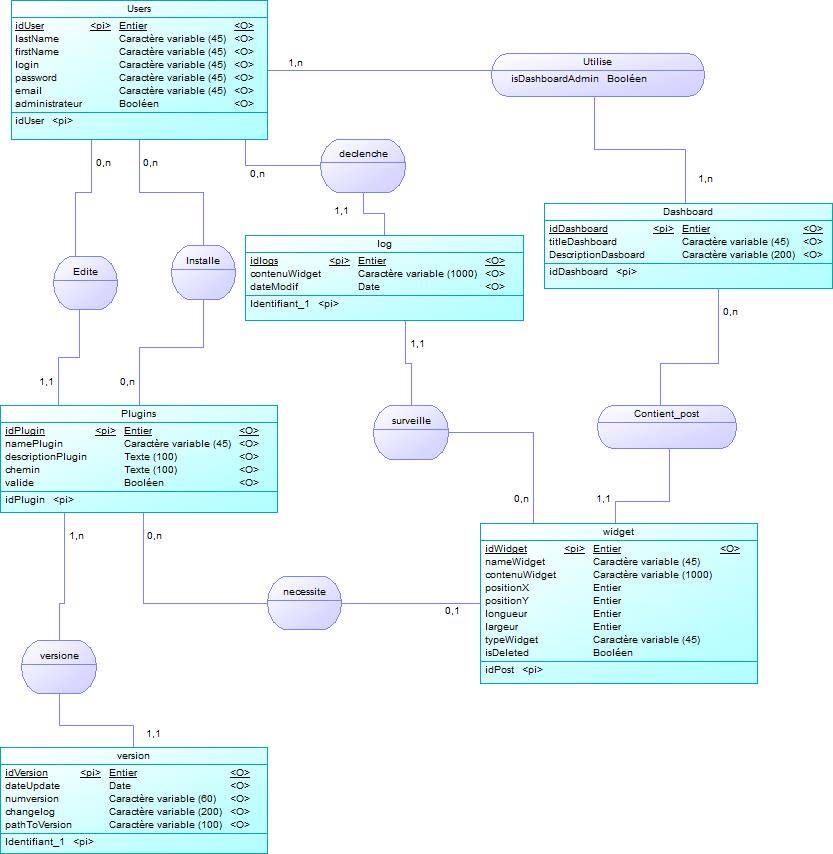 Users
idUser <pi> Entier <O>
lastName Caractère variable (45) <O>
firstName Caractère variable (45) <O>
login Caractère variable (45) <O>
password Caractère variable (45) <O>
email Caractère variable (45) <O>
administrateur Booléen <O>
idUser <pi>
1,n
Utilise
isDashboardAdmin Booléen
0,n
0,n
0,n
declenche
1,1
1,n
Dashboard
idDashboard <pi> Entier <O>
titleDashboard Caractère variable (45) <O>
DescriptionDasboard Caractère variable (200) <O>
idDashboard <pi>
log
idlogs <pi> Entier <O>
contenuWidget Caractère variable (1000) <O>
dateModif Date <O>
Identifiant_1 <pi>
Edite
Installe
0,n
1,1
1,1
0,n
Plugins
idPlugin <pi> Entier <O>
namePlugin Caractère variable (45) <O>
descriptionPlugin Texte (100) <O>
chemin Texte (100) <O>
valide Booléen <O>
idPlugin <pi>
surveille
Contient_post
0,n
1,1
widget
idWidget <pi> Entier <O>
nameWidget Caractère variable (45)
contenuWidget Caractère variable (1000)
positionX Entier
positionY Entier
longueur Entier
largeur Entier
typeWidget Caractère variable (45)
isDeleted Booléen
idPost <pi>
1,n
0,n
necessite
0,1
versione
1,1
version
idVersion <pi> Entier <O>
dateUpdate Date <O>
numversion Caractère variable (60) <O>
changelog Caractère variable (200) <O>
pathToVersion Caractère variable (100) <O>
Identifiant_1 <pi>